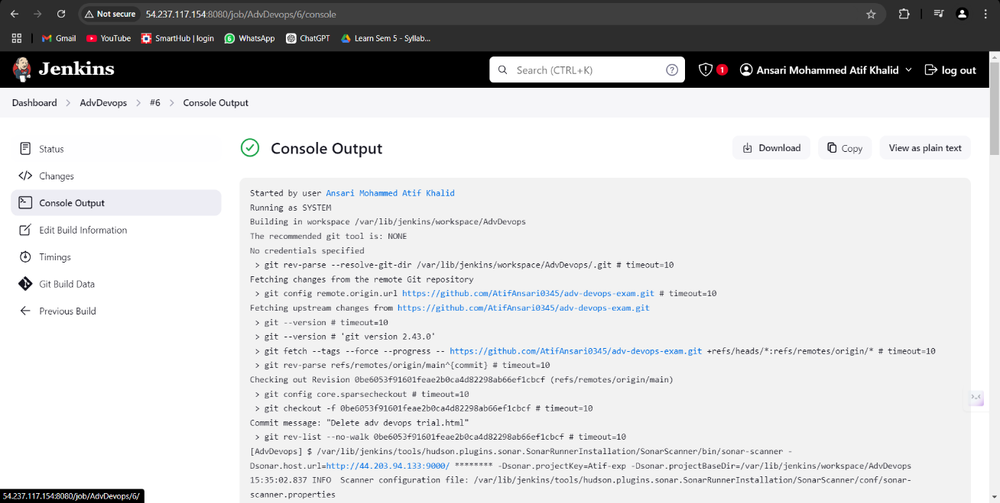 Not secure 54.237.117.154:8080/job/AdvDevops/6/console
Gmail YouTube SmartHub | login WhatsApp ChatGPT Learn Sem 5 - Syllab...
Jenkins Search (CTRL+K) ? 1 Ansari Mohammed Atif Khalid log out
Dashboard > AdvDevops > #6 > Console Output
Status
Changes
Console Output
Edit Build Information
Timings
Git Build Data
Previous Build
Console Output Download Copy View as plain text
Started by user Ansari Mohammed Atif Khalid
Running as SYSTEM
Building in workspace /var/lib/jenkins/workspace/AdvDevops
The recommended git tool is: NONE
No credentials specified
> git rev-parse --resolve-git-dir /var/lib/jenkins/workspace/AdvDevops/.git # timeout=10
Fetching changes from the remote Git repository
> git config remote.origin.url https://github.com/AtifAnsari0345/adv-devops-exam.git # timeout=10
Fetching upstream changes from https://github.com/AtifAnsari0345/adv-devops-exam.git
> git --version # timeout=10
> git --version # 'git version 2.43.0'
> git fetch --tags --force --progress -- https://github.com/AtifAnsari0345/adv-devops-exam.git +refs/heads/*:refs/remotes/origin/* # timeout=10
> git rev-parse refs/remotes/origin/main^{commit} # timeout=10
Checking out Revision 0be6053f91601feae2b0ca4d82298ab66ef1cbcf (refs/remotes/origin/main)
> git config core.sparsecheckout # timeout=10
> git checkout -f 0be6053f91601feae2b0ca4d82298ab66ef1cbcf # timeout=10
Commit message: "Delete adv devops trial.html"
> git rev-list --no-walk 0be6053f91601feae2b0ca4d82298ab66ef1cbcf # timeout=10
[AdvDevops] $ /var/lib/jenkins/tools/hudson.plugins.sonar.SonarRunnerInstallation/SonarScanner/bin/sonar-scanner -
Dsonar.host.url=http://44.203.94.133:9000/ ******** -Dsonar.projectKey=Atif-exp -Dsonar.projectBaseDir=/var/lib/jenkins/workspace/AdvDevops
15:35:02.837 INFO Scanner configuration file: /var/lib/jenkins/tools/hudson.plugins.sonar.SonarRunnerInstallation/SonarScanner/conf/sonar-
scanner.properties
54.237.117.154:8080/job/AdvDevops/6/